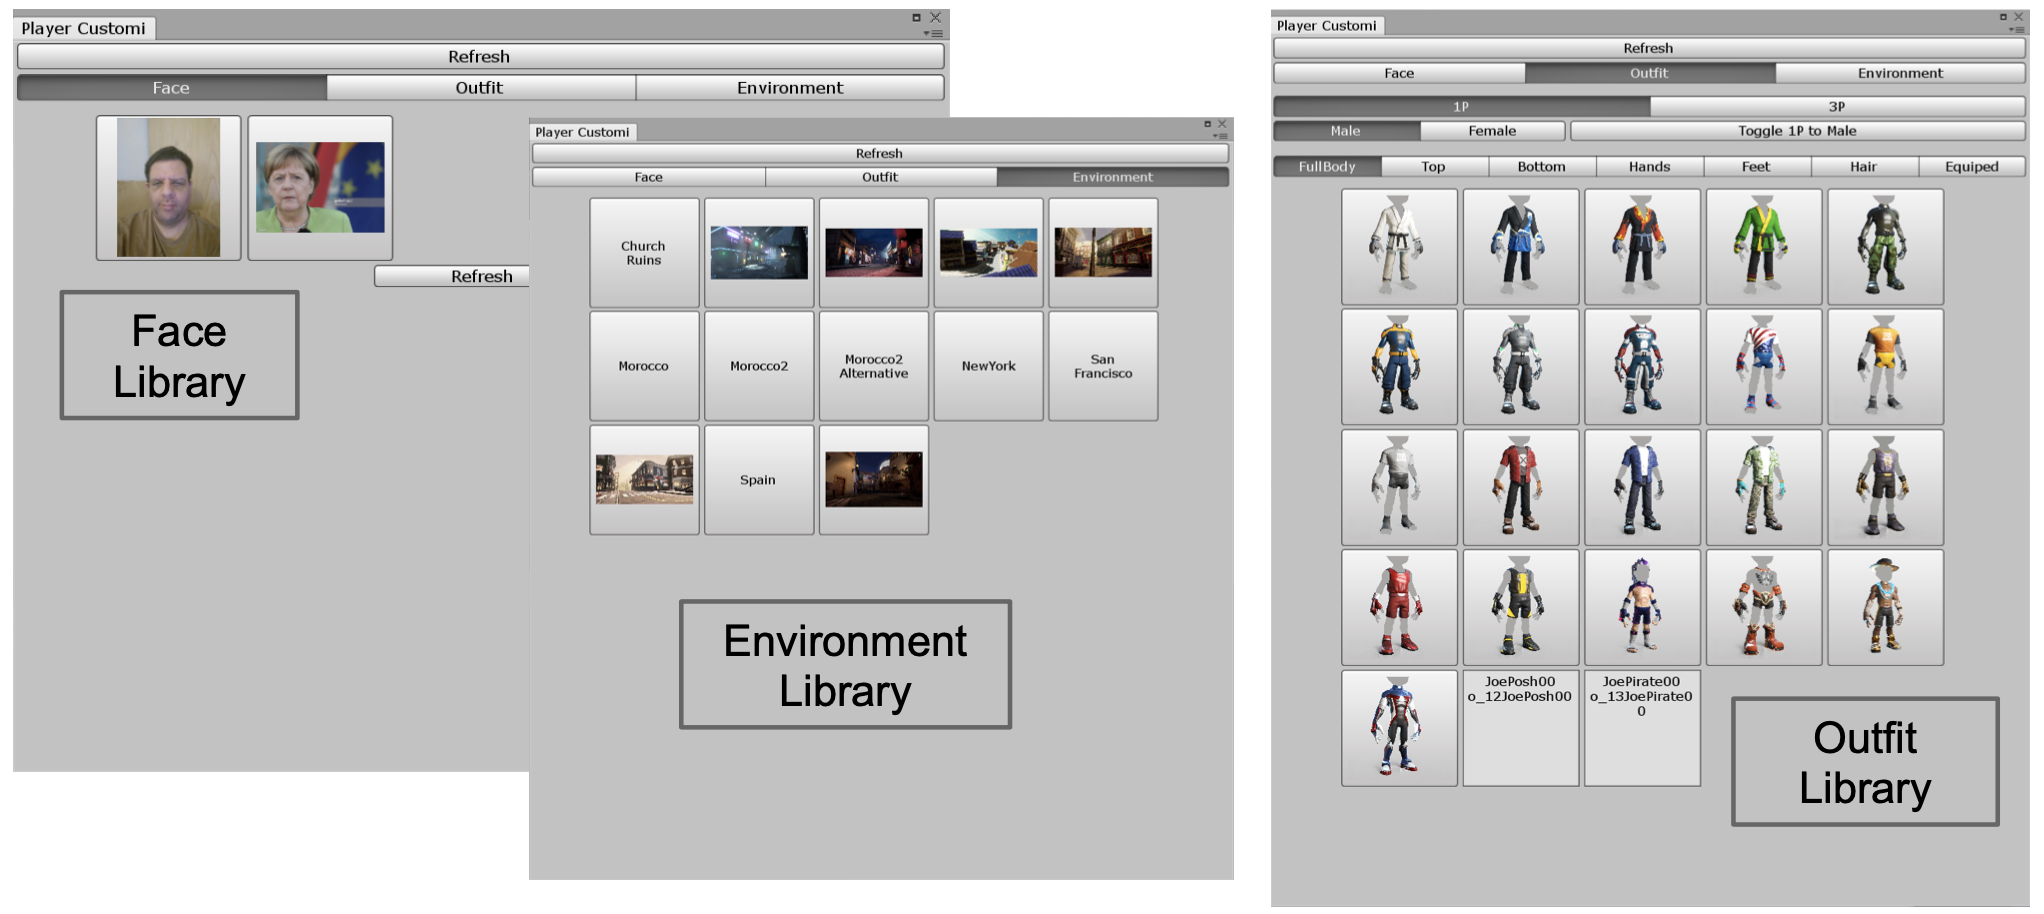 Player Customi
Refresh
Face
Outfit
Environment
Refresh
Face
Library
Player Customi
Refresh
Face
Outfit
Environment
Church
Ruins
Morocco
Morocco2
Morocco2
Alternative
NewYork
San
Francisco
Spain
Environment
Library
Player Customi
Refresh
Face
Outfit
Environment
1P
3P
Male
Female
Toggle 1P to Male
FullBody
Top
Bottom
Hands
Feet
Hair
Equiped
JoePosh00
o_12JoePosh00
JoePirate00
o_13JoePirate0
0
Outfit
Library